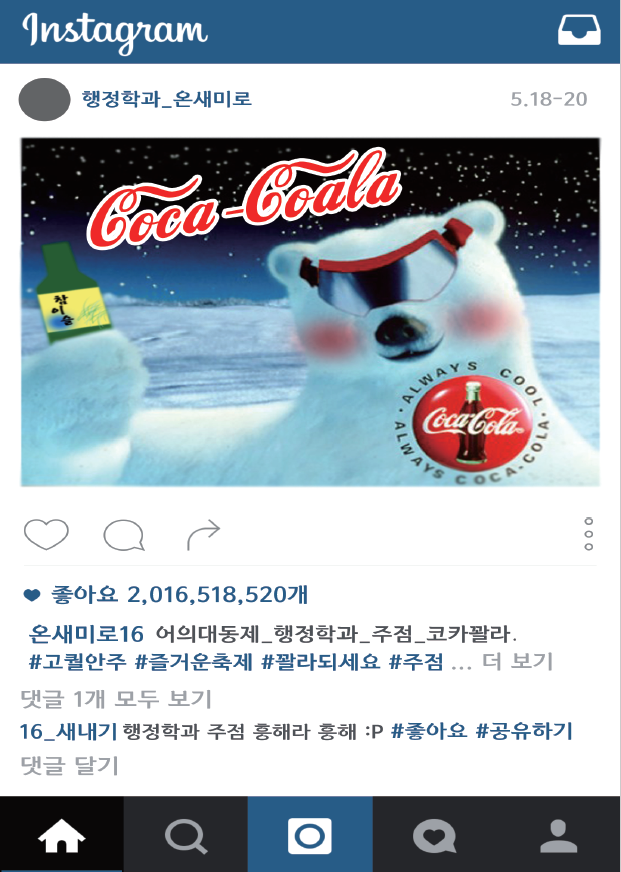 Instagram
행정학과_온새미로
5.18-20
Coca-Coala
참이슬
ALWAYS COOL
Coca-Cola
ALWAYS COCA-COLA
좋아요 2,016,518,520개
온새미로16 어의대동제_행정학과_주점_코카꽐라.
#고퀄안주 #즐거운축제 #꽐라되세요 #주점 ... 더 보기
댓글 1개 모두 보기
16_새내기 행정학과 주점 흥해라 흥해 :P #좋아요 #공유하기
댓글 달기